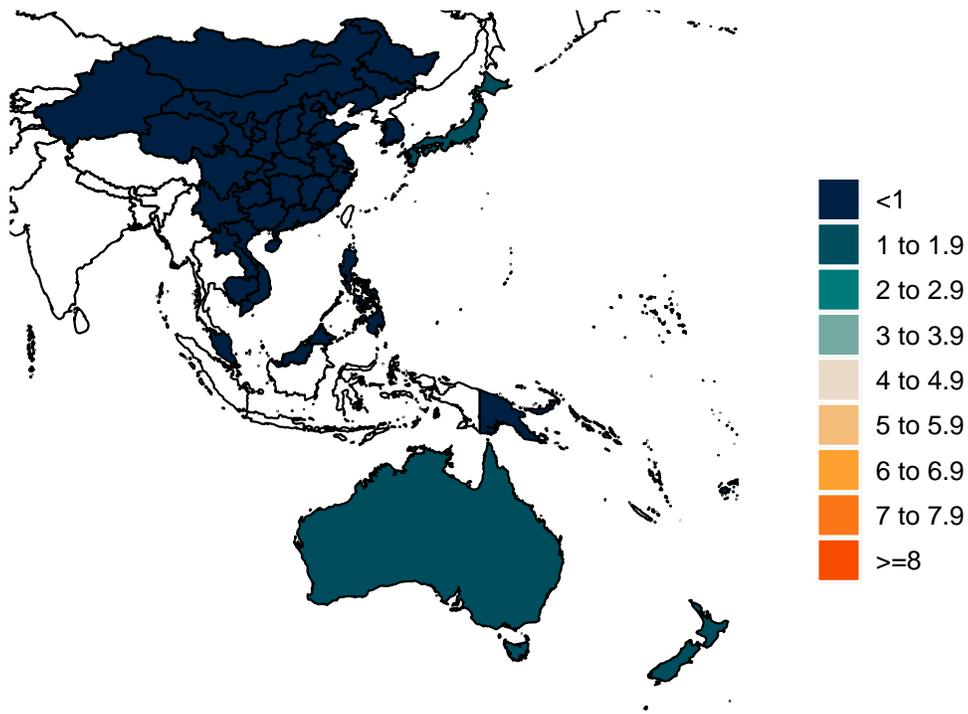 <1
1 to 1.9
2 to 2.9
3 to 3.9
4 to 4.9
5 to 5.9
6 to 6.9
7 to 7.9
>=8